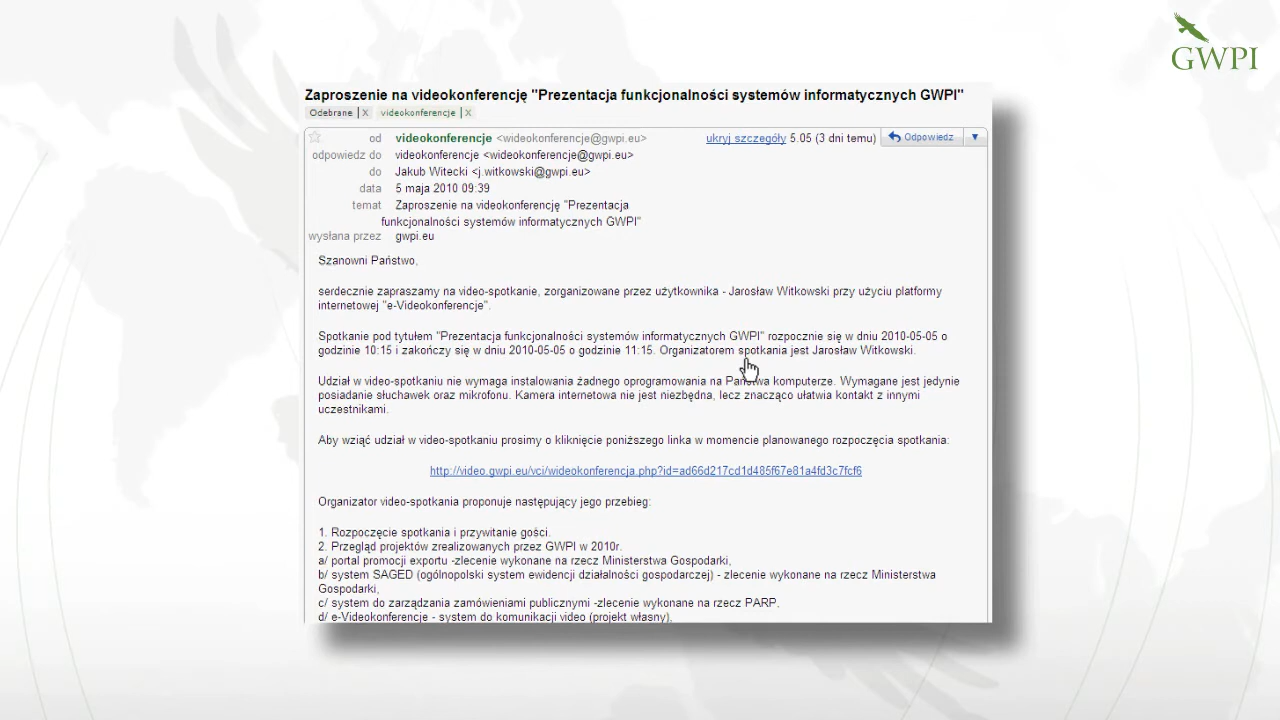 GWPI
Zaproszenie na videokonferencję "Prezentacja funkcjonalności systemów informatycznych GWPI"
Odebrane | X videokonferencje | X
od videokonferencje <wideokonferencje@gwpi.eu> ukryj szczegóły 5.05 (3 dni temu) Odpowiedz
odpowiedz do videokonferencje <wideokonferencje@gwpi.eu>
do Jakub Witecki <j.witkowski@gwpi.eu>
data 5 maja 2010 09:39
temat Zaproszenie na videokonferencję "Prezentacja
funkcjonalności systemów informatycznych GWPI"
wysłana przez gwpi.eu
Szanowni Państwo,
serdecznie zapraszamy na video-spotkanie, zorganizowane przez użytkownika - Jarosław Witkowski przy użyciu platformy
internetowej "e-Videokonferencje".
Spotkanie pod tytułem "Prezentacja funkcjonalności systemów informatycznych GWPI" rozpocznie się w dniu 2010-05-05 o
godzinie 10:15 i zakończy się w dniu 2010-05-05 o godzinie 11:15. Organizatorem spotkania jest Jarosław Witkowski.
Udział w video-spotkaniu nie wymaga instalowania żadnego oprogramowania na Państwa komputerze. Wymagane jest jedynie
posiadanie słuchawek oraz mikrofonu. Kamera internetowa nie jest niezbędna, lecz znacząco ułatwia kontakt z innymi
uczestnikami.
Aby wziąć udział w video-spotkaniu prosimy o kliknięcie poniższego linka w momencie planowanego rozpoczęcia spotkania:
http://video.gwpi.eu/vci/wideokonferencja.php?id=ad66d217cd1d485f67e81a4fd3c7fcf6
Organizator video-spotkania proponuje następujący jego przebieg:
1. Rozpoczęcie spotkania i przywitanie gości.
2. Przegląd projektów zrealizowanych przez GWPI w 2010r.
a/ portal promocji exportu -zlecenie wykonane na rzecz Ministerstwa Gospodarki,
b/ system SAGED (ogólnopolski system ewidencji działalności gospodarczej) - zlecenie wykonane na rzecz Ministerstwa
Gospodarki,
c/ system do zarządzania zamówieniami publicznymi -zlecenie wykonane na rzecz PARP,
d/ e-Videokonferencje - system do komunikacji video (projekt własny),